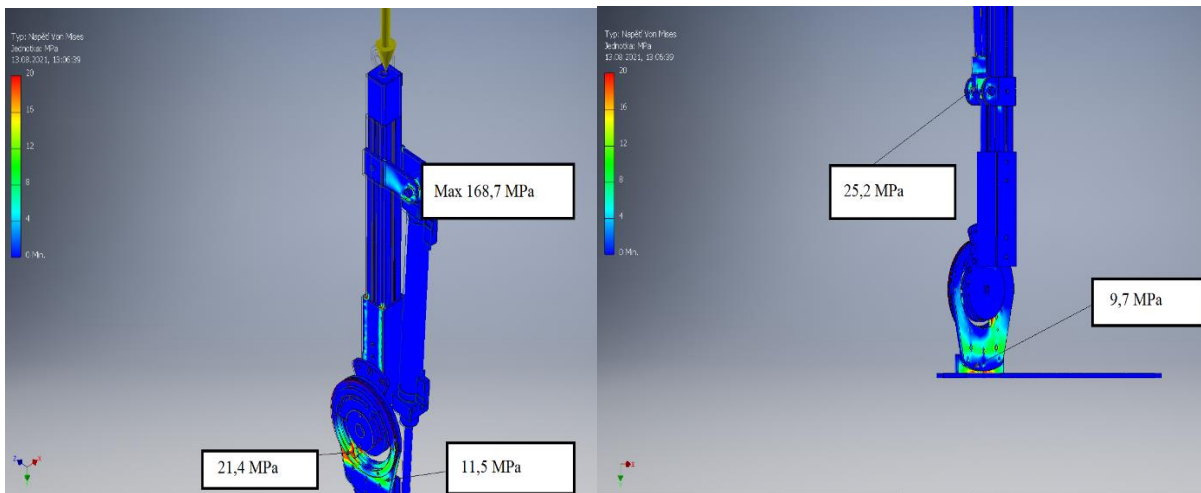 Typ: Napětí Von Mises
Jednotka: MPa
13.08.2021, 13:06:39
20
16
12
8
4
0 Min.
Max 168,7 MPa
21,4 MPa
11,5 MPa
Typ: Napětí Von Mises
Jednotka: MPa
13.08.2021, 13:06:39
20
16
12
8
4
0 Min.
25,2 MPa
9,7 MPa